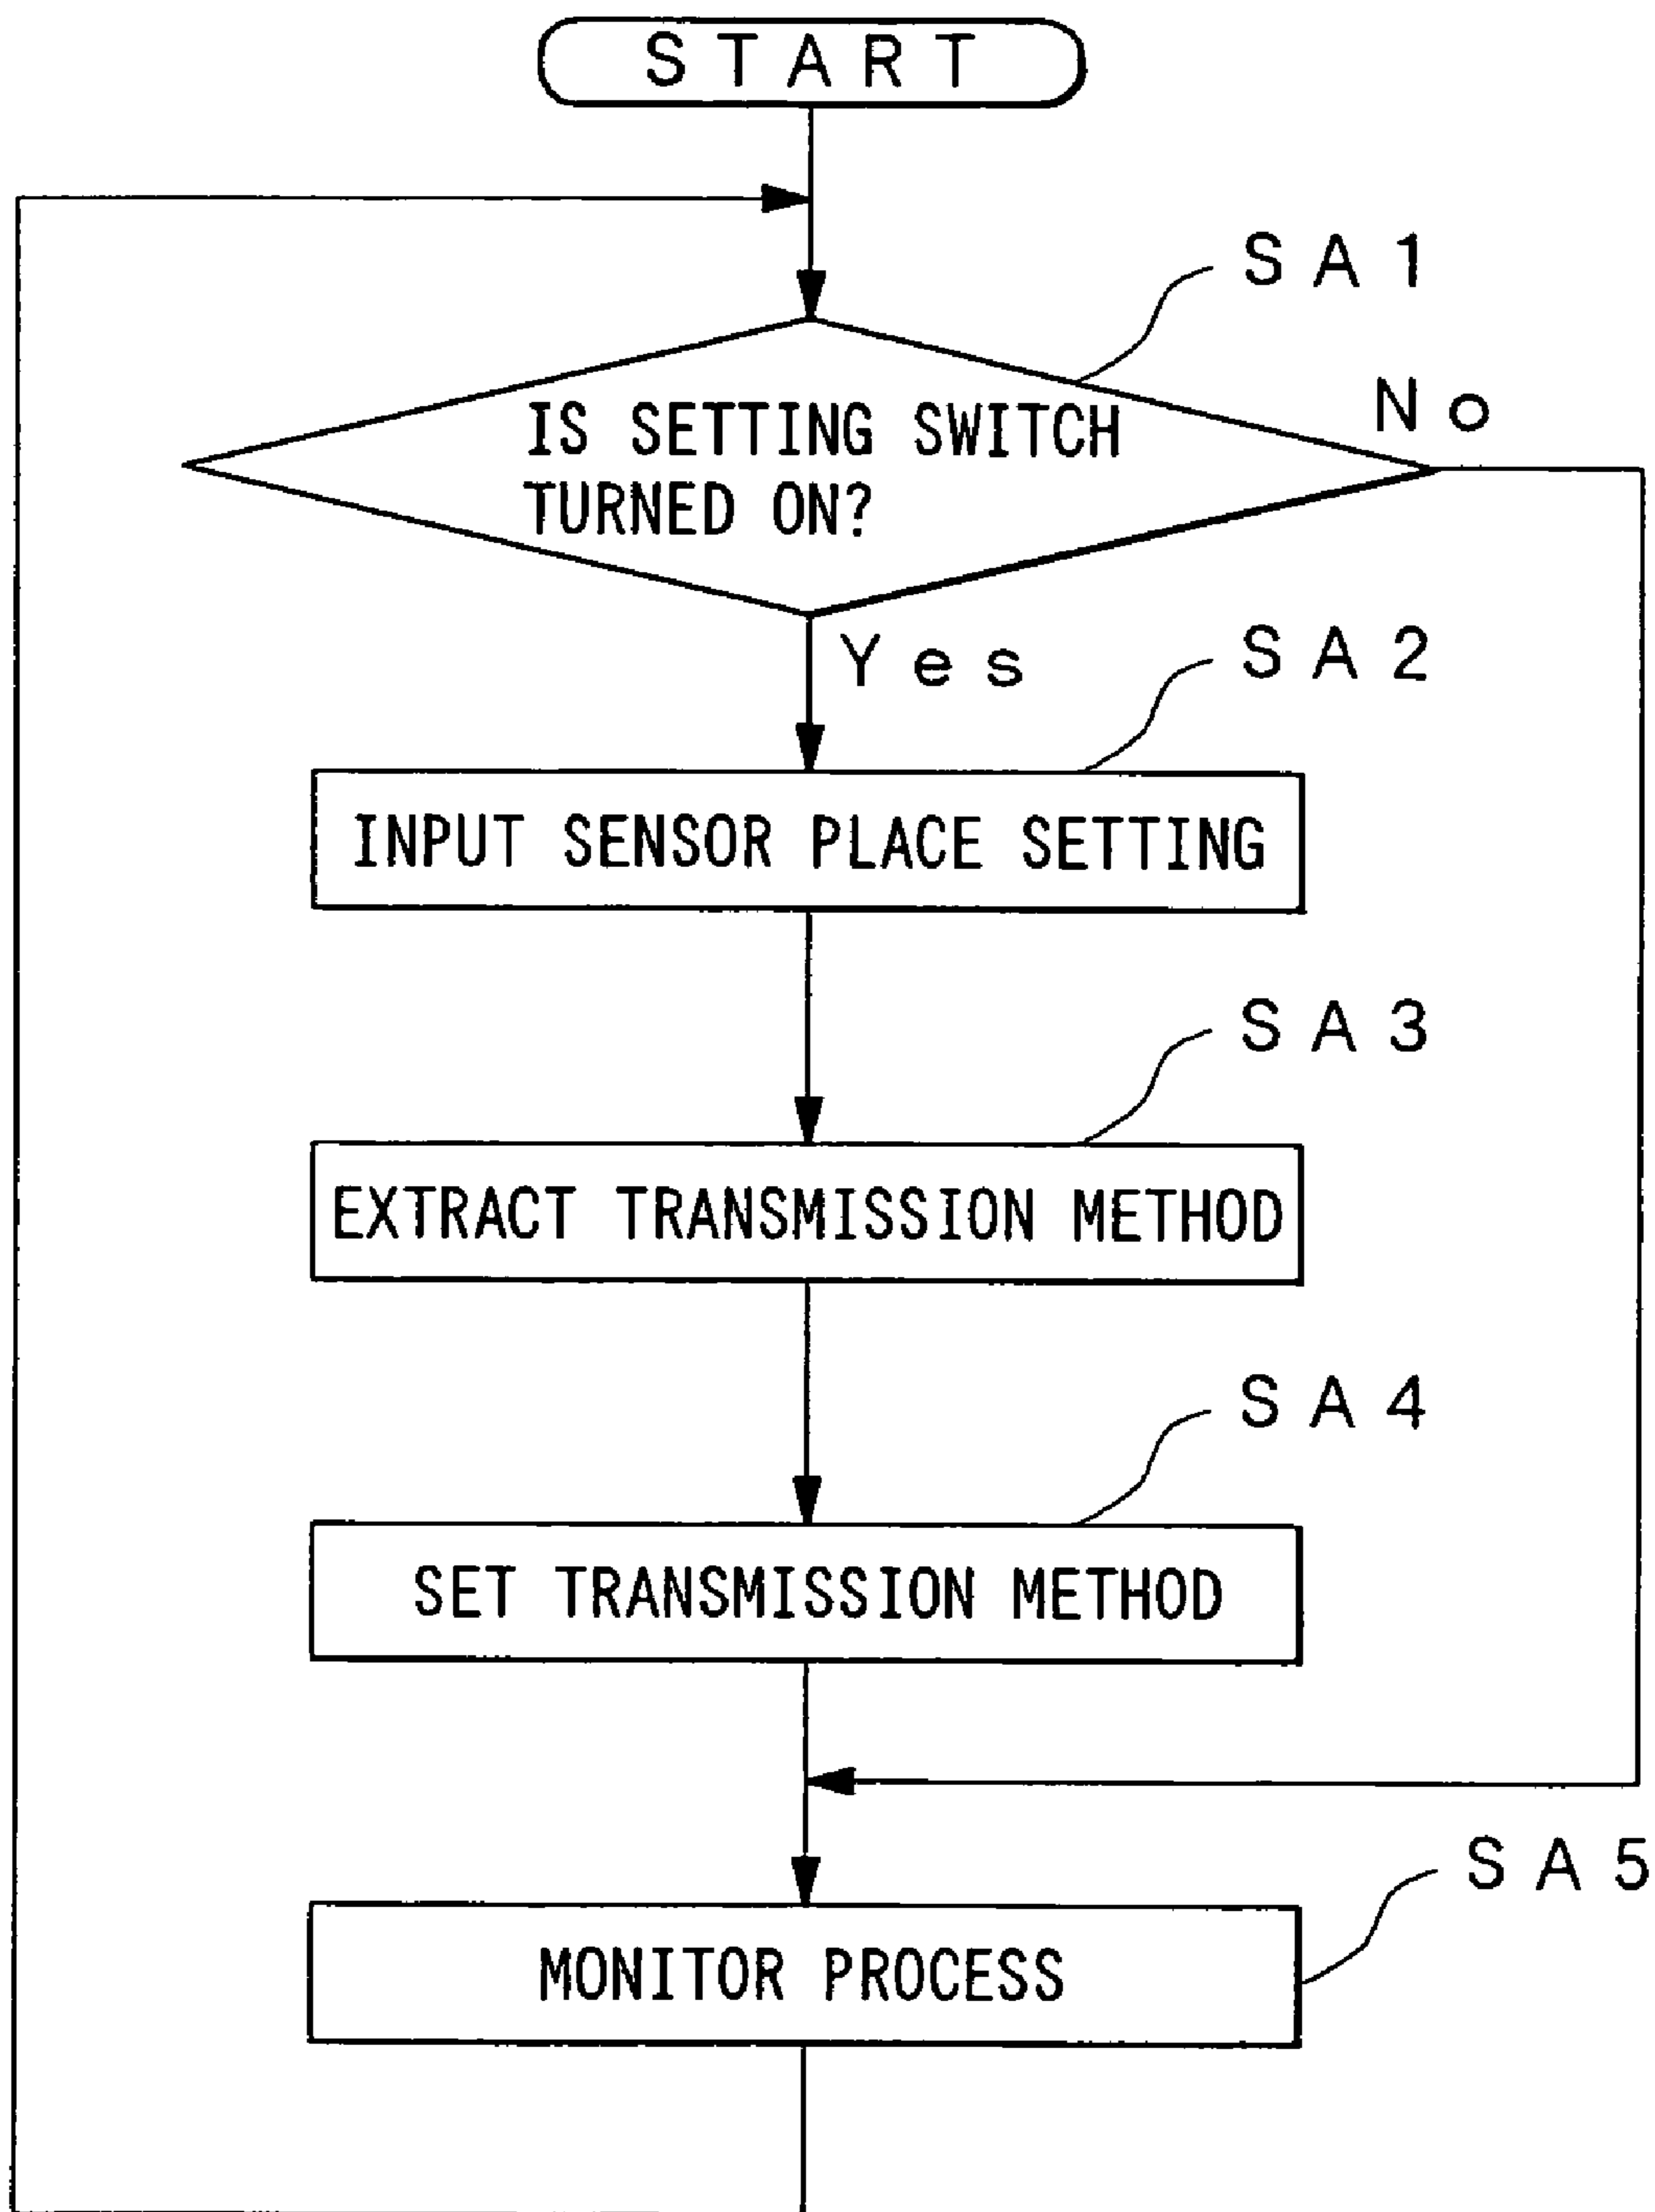 START
SA1
No
IS SETTING SWITCH
TURNED ON?
Yes
SA2
INPUT SENSOR PLACE SETTING
SA3
EXTRACT TRANSMISSION METHOD
SA4
SET TRANSMISSION METHOD
SA5
MONITOR PROCESS